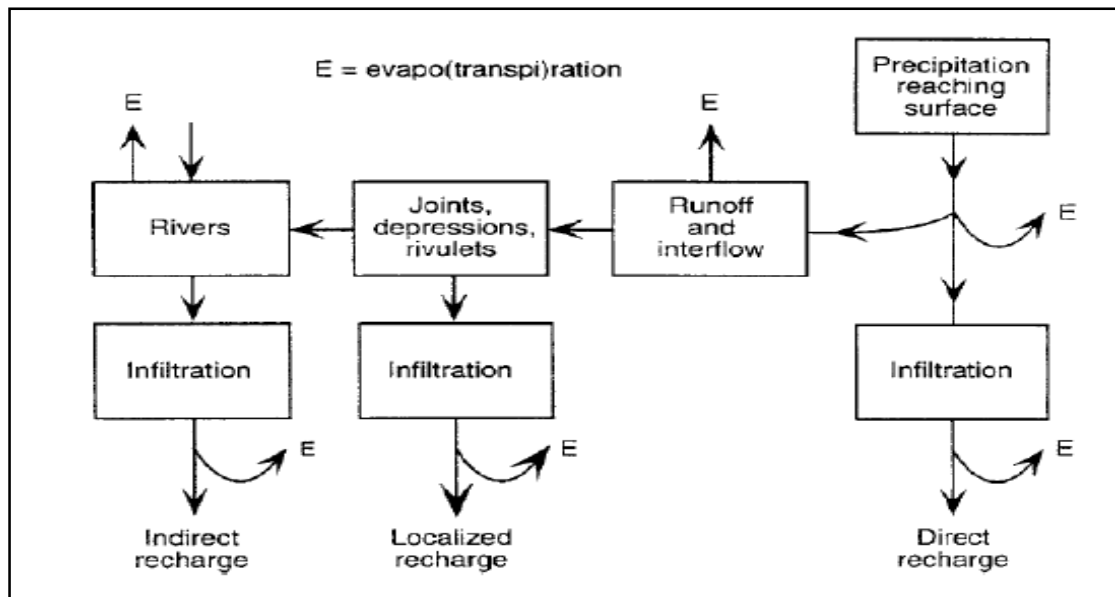 E = evapo(transpi)ration
Precipitation
reaching
surface
E
E
E
Rivers
Joints,
depressions,
rivulets
Runoff
and
interflow
Infiltration
Infiltration
Infiltration
E
E
E
Indirect
recharge
Localized
recharge
Direct
recharge